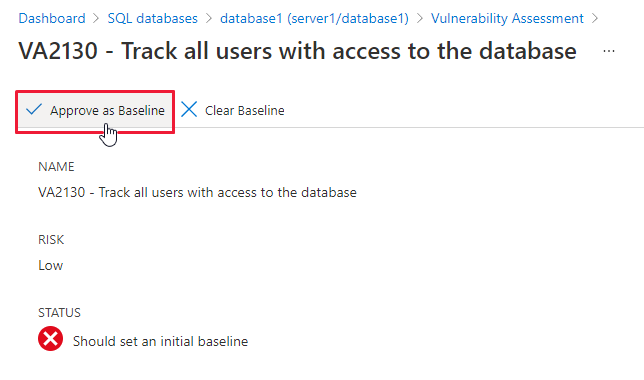 Dashboard > SQL databases > database1 (server1/database1) > Vulnerability Assessment >
VA2130 - Track all users with access to the database ...
Approve as Baseline Clear Baseline
NAME
VA2130 - Track all users with access to the database
RISK
Low
STATUS
Should set an initial baseline